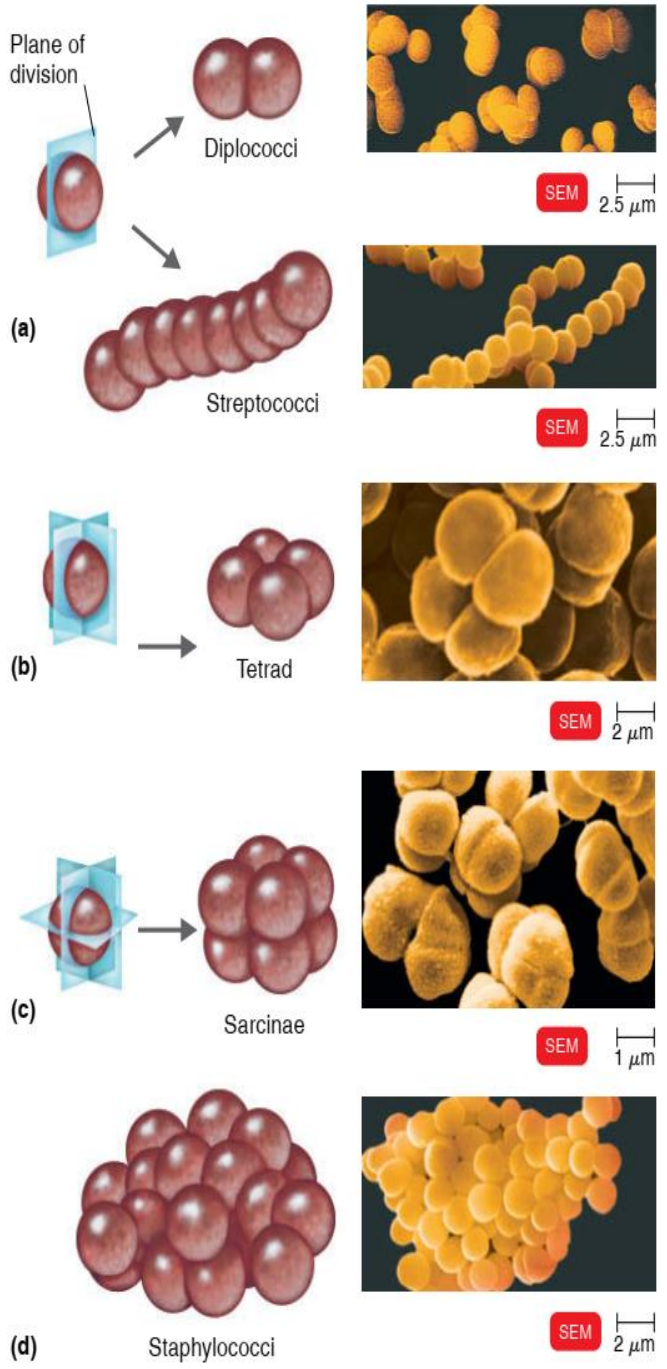 Plane of
division
Diplococci
SEM
2.5 μm
(a)
Streptococci
SEM
2.5 μm
(b)
Tetrad
SEM
2 μm
(c)
Sarcinae
SEM
1 μm
(d)
Staphylococci
SEM
2 μm